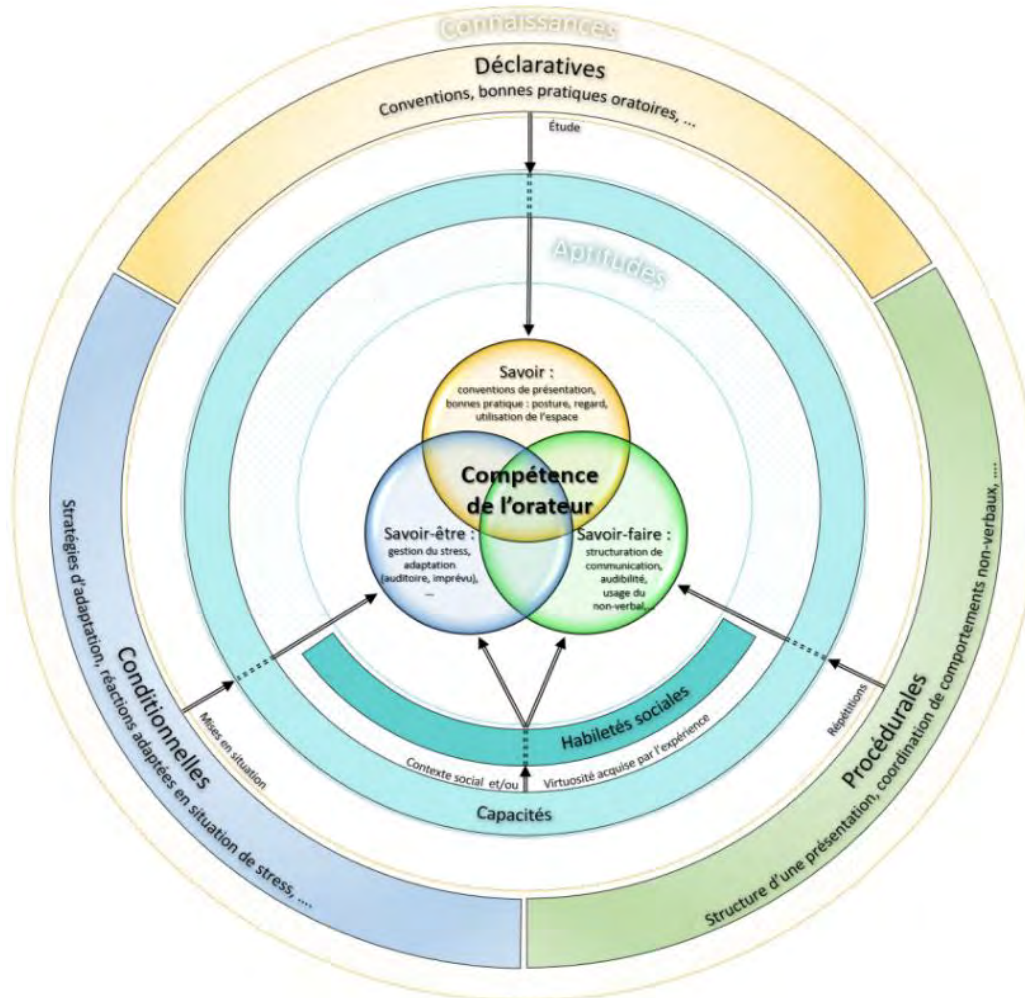 Connaissances
Déclaratives
Conventions, bonnes pratiques oratoires, ...
Étude
Aptitudes
Savoir :
conventions de présentation,
bonnes pratique : posture, regard,
utilisation de l'espace
Compétence
de l'orateur
Savoir-être :
gestion du stress,
adaptation
(auditoire, imprévu),
...
Savoir-faire :
structuration de
communication,
audibilité,
usage du
non-verbal,...
Habiletés sociales
Contexte social et/ou
Virtuosité acquise par l'expérience
Capacités
Mises en situation
Conditionnelles
Stratégies d'adaptation, réactions adaptées en situation de stress, ....
Répétitions
Procédurales
Structure d'une présentation, coordination de comportements non-verbaux, ....